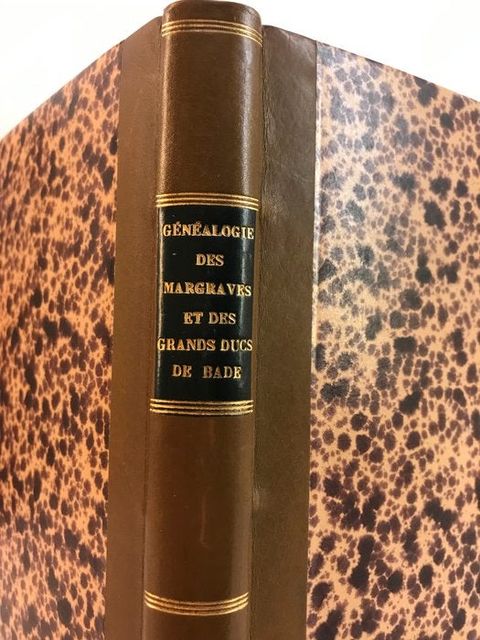 GÉNÉALOGIE
DES
MARGRAVES
ET DES
GRANDS DUCS
DE BADE